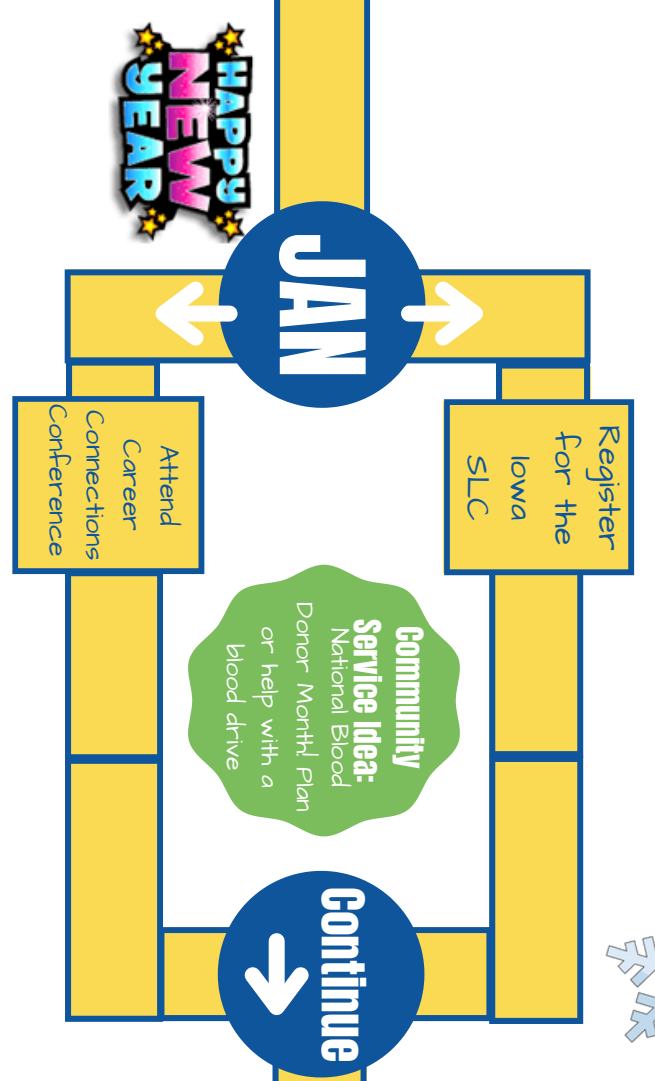 Register
for the
Iowa
SLC
JAN
Community
Service Idea:
National Blood
Donor Month! Plan
or help with a
blood drive
Continue
Attend
Career
Connections
Conference
HAPPY
NEW
YEAR